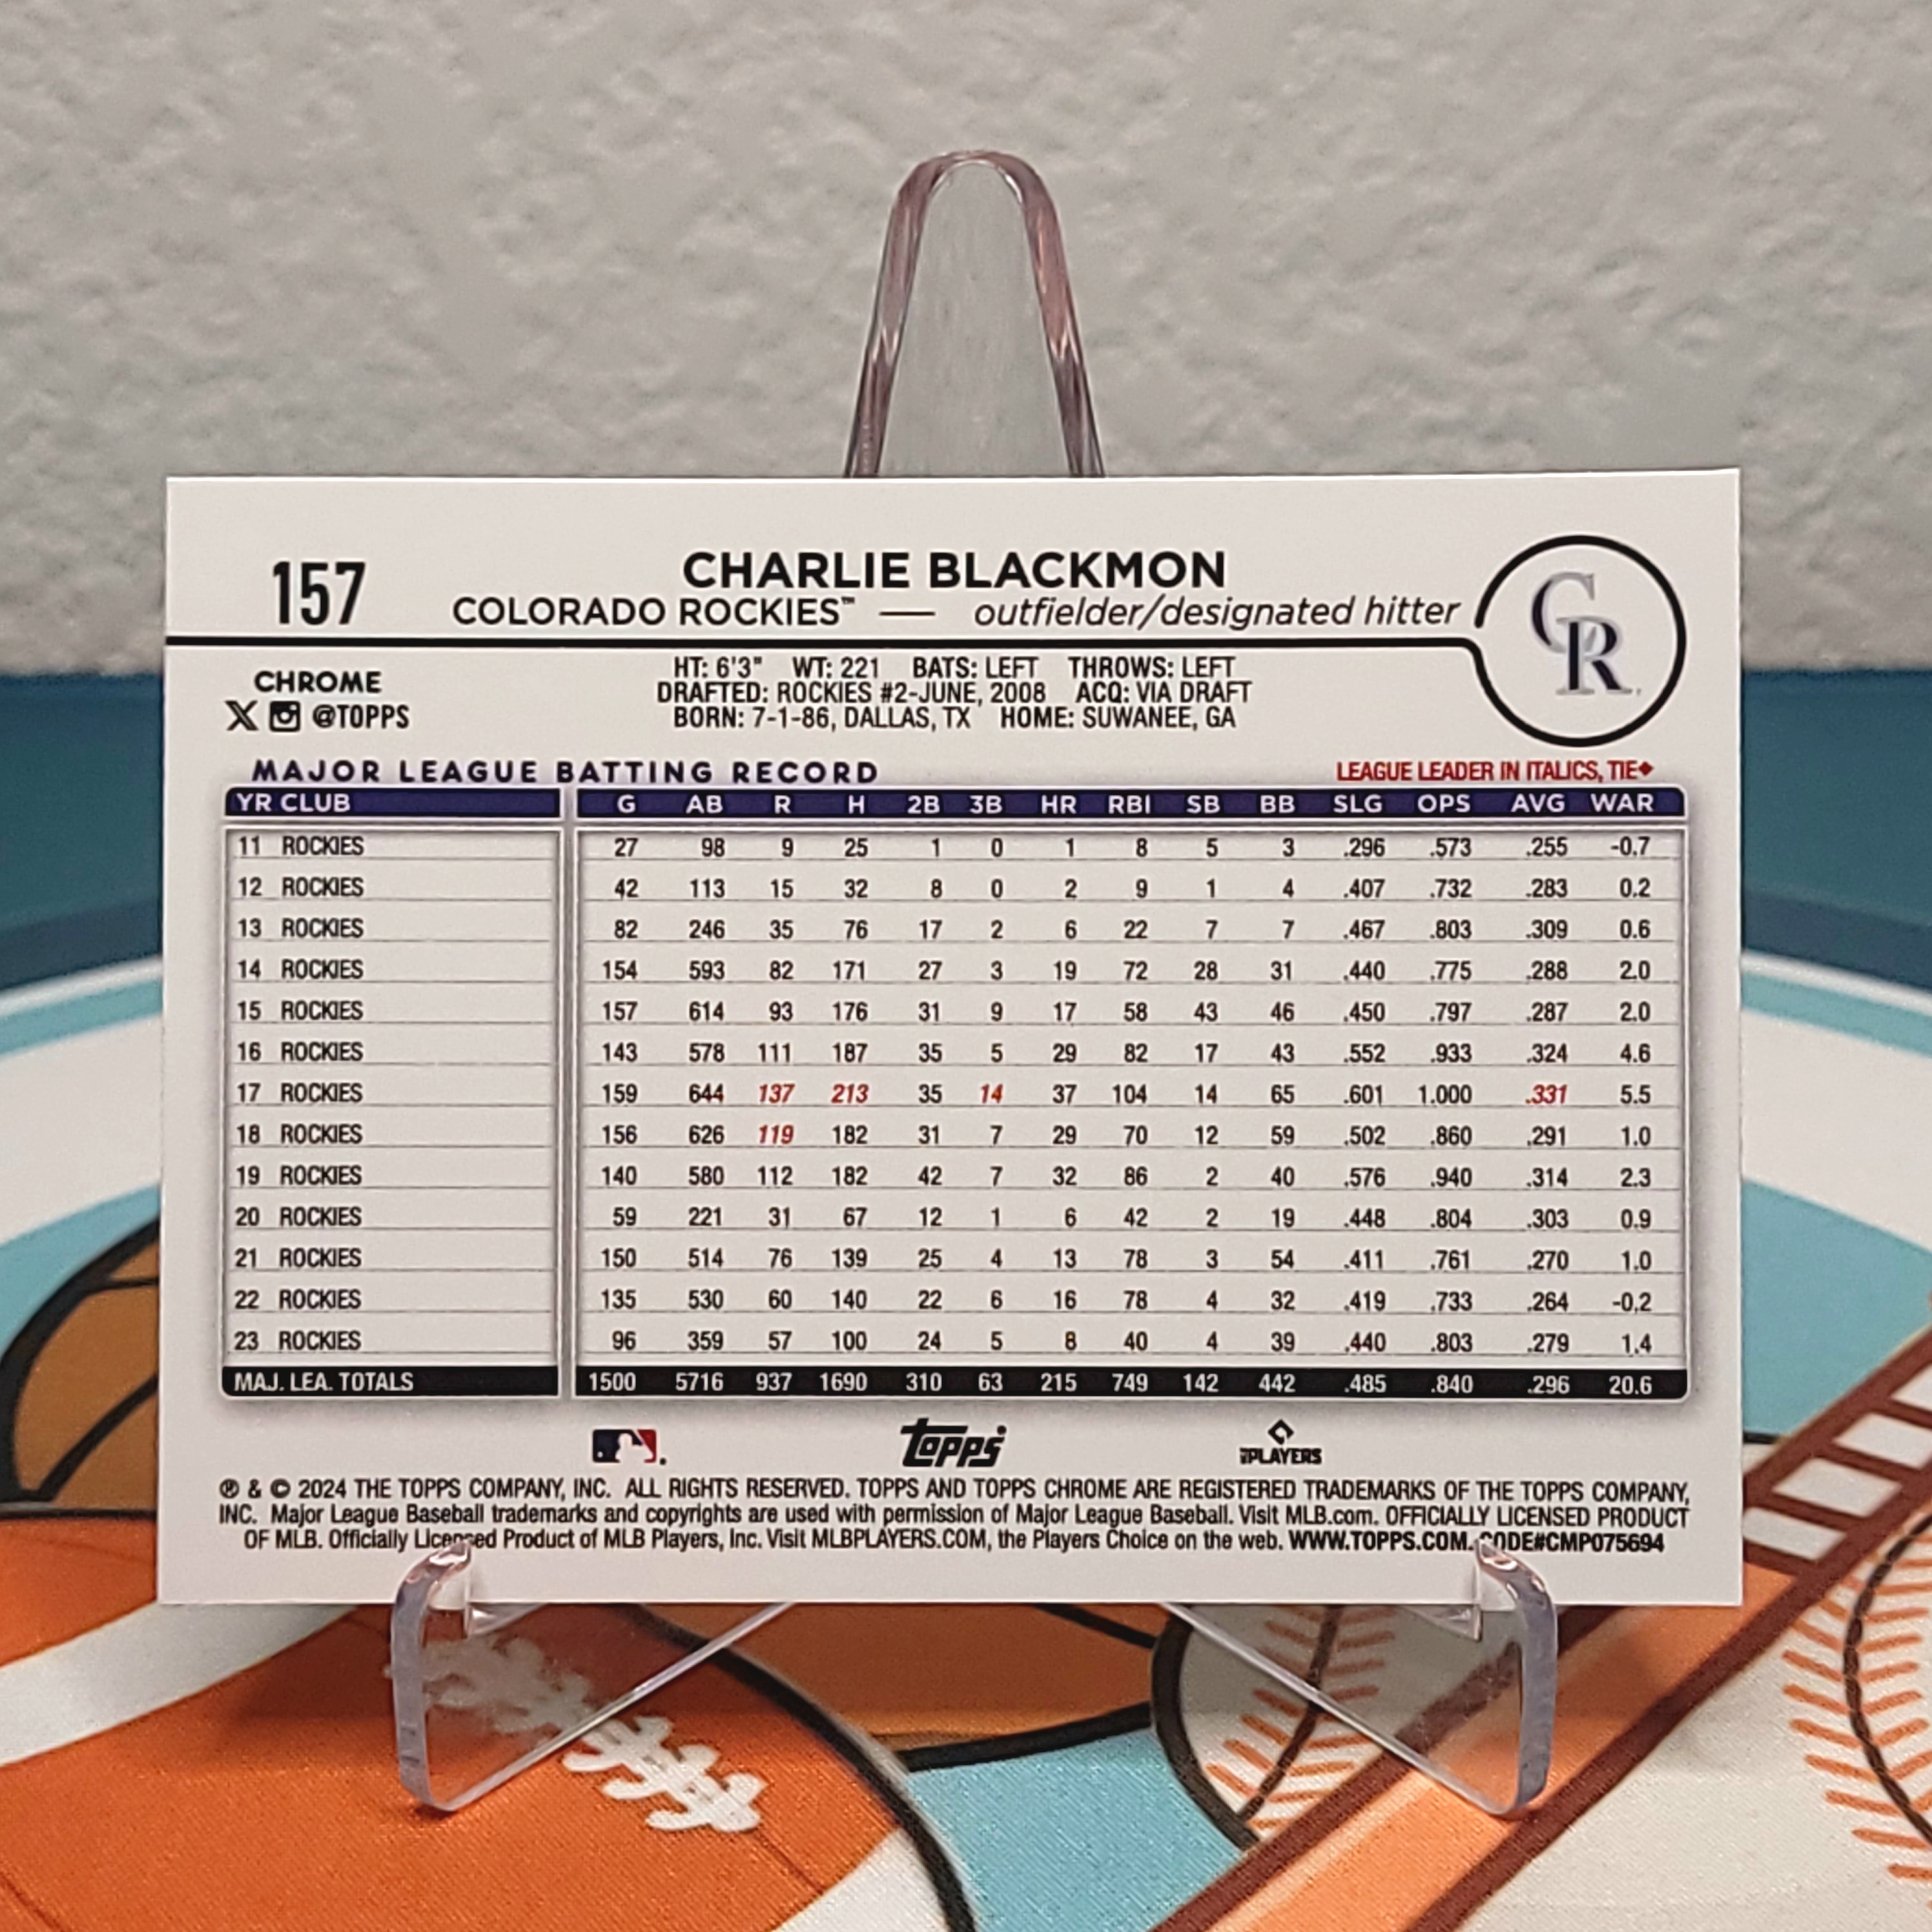 157
CHARLIE BLACKMON
COLORADO ROCKIES™ — outfielder/designated hitter
CR
CHROME
X @TOPPS
HT: 6'3" WT: 221 BATS: LEFT THROWS: LEFT
DRAFTED: ROCKIES #2-JUNE, 2008 ACQ: VIA DRAFT
BORN: 7-1-86, DALLAS, TX HOME: SUWANEE, GA
MAJOR LEAGUE BATTING RECORD LEAGUE LEADER IN ITALICS, TIE◆
YR CLUB G AB R H 2B 3B HR RBI SB BB SLG OPS AVG WAR
11 ROCKIES 27 98 9 25 1 0 1 8 5 3 .296 .573 .255 -0.7
12 ROCKIES 42 113 15 32 8 0 2 9 1 4 .407 .732 .283 0.2
13 ROCKIES 82 246 35 76 17 2 6 22 7 7 .467 .803 .309 0.6
14 ROCKIES 154 593 82 171 27 3 19 72 28 31 .440 .775 .288 2.0
15 ROCKIES 157 614 93 176 31 9 17 58 43 46 .450 .797 .287 2.0
16 ROCKIES 143 578 111 187 35 5 29 82 17 43 .552 .933 .324 4.6
17 ROCKIES 159 644 137 213 35 14 37 104 14 65 .601 1.000 .331 5.5
18 ROCKIES 156 626 119 182 31 7 29 70 12 59 .502 .860 .291 1.0
19 ROCKIES 140 580 112 182 42 7 32 86 2 40 .576 .940 .314 2.3
20 ROCKIES 59 221 31 67 12 1 6 42 2 19 .448 .804 .303 0.9
21 ROCKIES 150 514 76 139 25 4 13 78 3 54 .411 .761 .270 1.0
22 ROCKIES 135 530 60 140 22 6 16 78 4 32 .419 .733 .264 -0.2
23 ROCKIES 96 359 57 100 24 5 8 40 4 39 .440 .803 .279 1.4
MAJ. LEA. TOTALS 1500 5716 937 1690 310 63 215 749 142 442 .485 .840 .296 20.6
topps PLAYERS
® & © 2024 THE TOPPS COMPANY, INC. ALL RIGHTS RESERVED. TOPPS AND TOPPS CHROME ARE REGISTERED TRADEMARKS OF THE TOPPS COMPANY,
INC. Major League Baseball trademarks and copyrights are used with permission of Major League Baseball. Visit MLB.com. OFFICIALLY LICENSED PRODUCT
OF MLB. Officially Licensed Product of MLB Players, Inc. Visit MLBPLAYERS.COM, the Players Choice on the web. WWW.TOPPS.COM. CODE#CMP075694